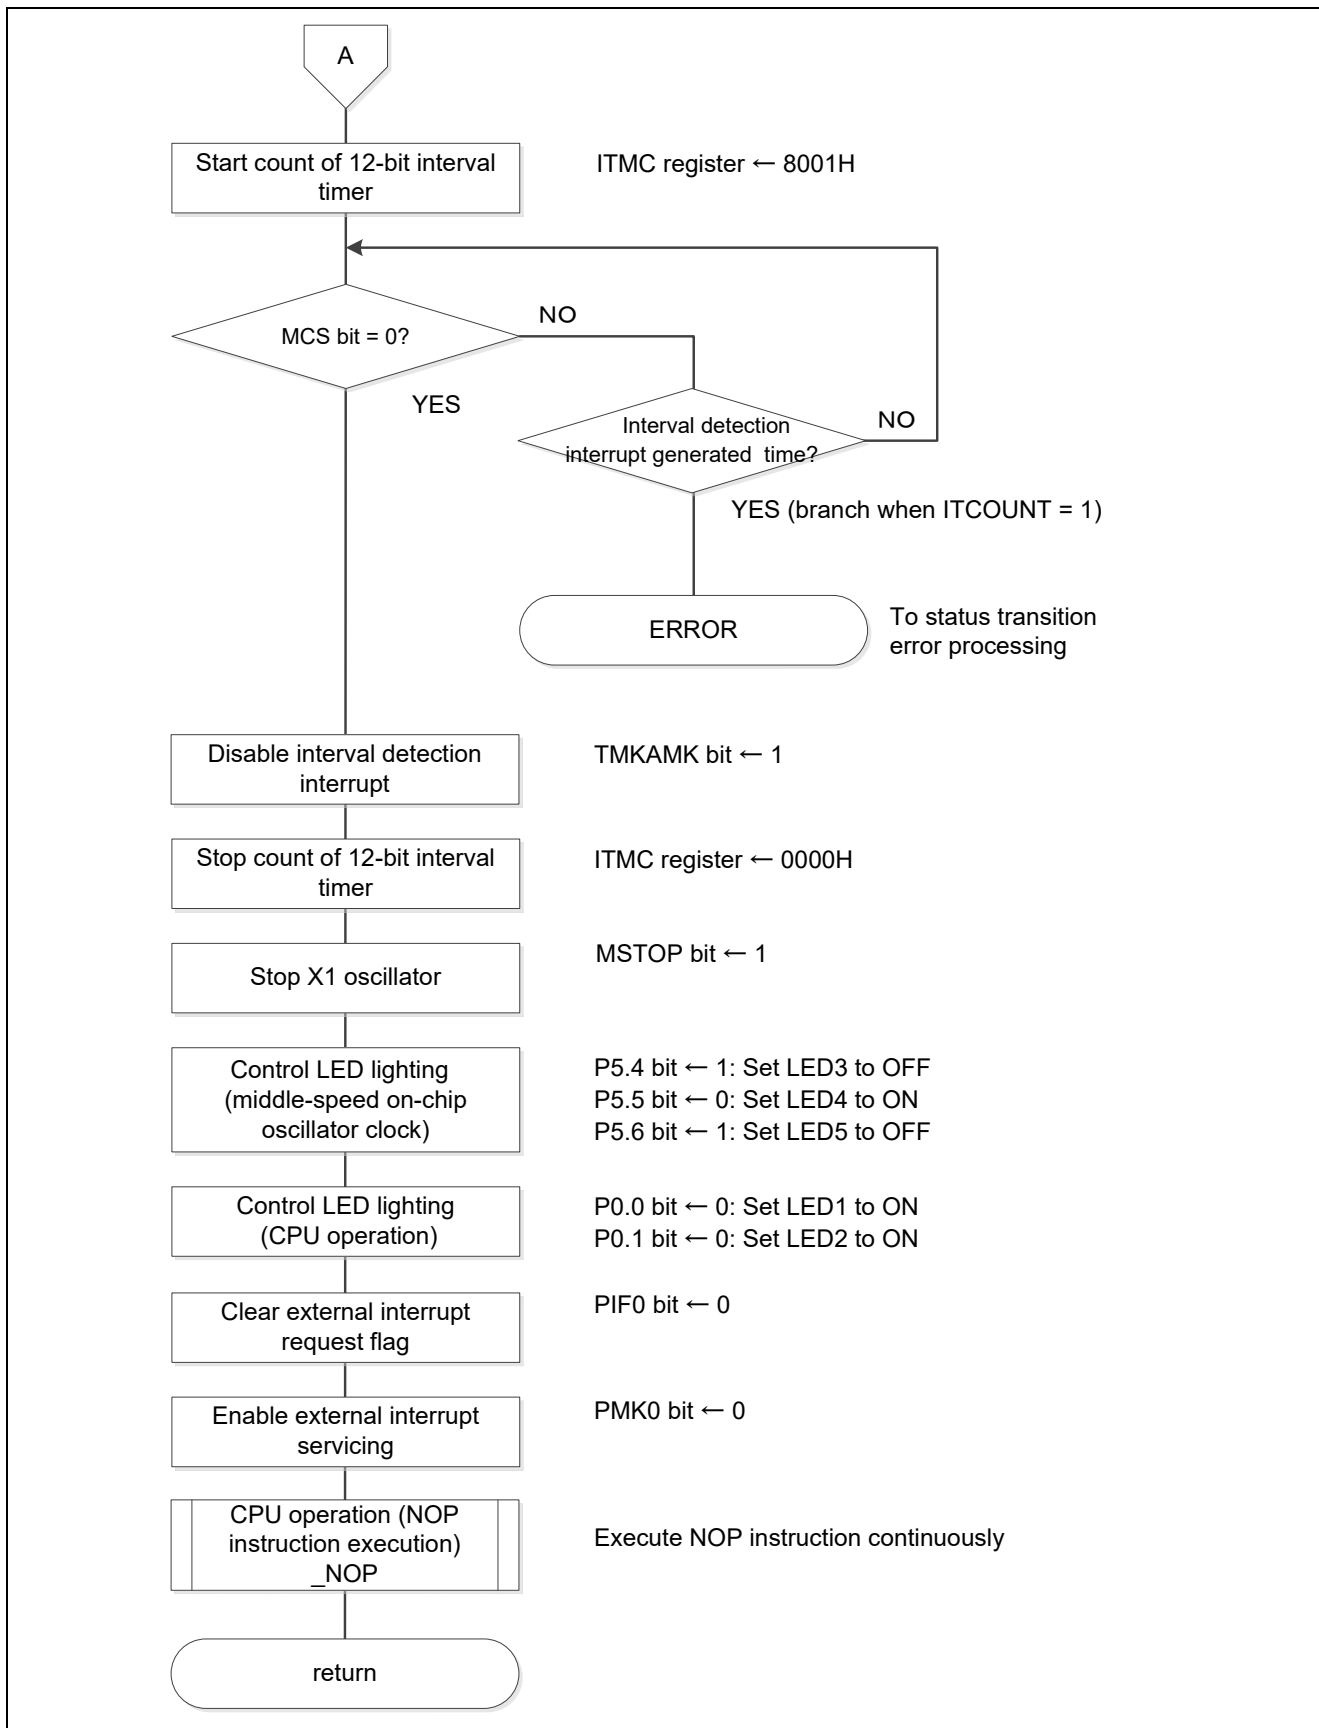 A
Start count of 12-bit interval
timer
ITMC register ← 8001H
MCS bit = 0?
NO
YES
Interval detection
interrupt generated  time?
NO
YES (branch when ITCOUNT = 1)
ERROR
To status transition
error processing
Disable interval detection
interrupt
TMKAMK bit ← 1
Stop count of 12-bit interval
timer
ITMC register ← 0000H
Stop X1 oscillator
MSTOP bit ← 1
Control LED lighting
(middle-speed on-chip
oscillator clock)
P5.4 bit ← 1: Set LED3 to OFF
P5.5 bit ← 0: Set LED4 to ON
P5.6 bit ← 1: Set LED5 to OFF
Control LED lighting
(CPU operation)
P0.0 bit ← 0: Set LED1 to ON
P0.1 bit ← 0: Set LED2 to ON
Clear external interrupt
request flag
PIF0 bit ← 0
Enable external interrupt
servicing
PMK0 bit ← 0
CPU operation (NOP
instruction execution)
_NOP
Execute NOP instruction continuously
return